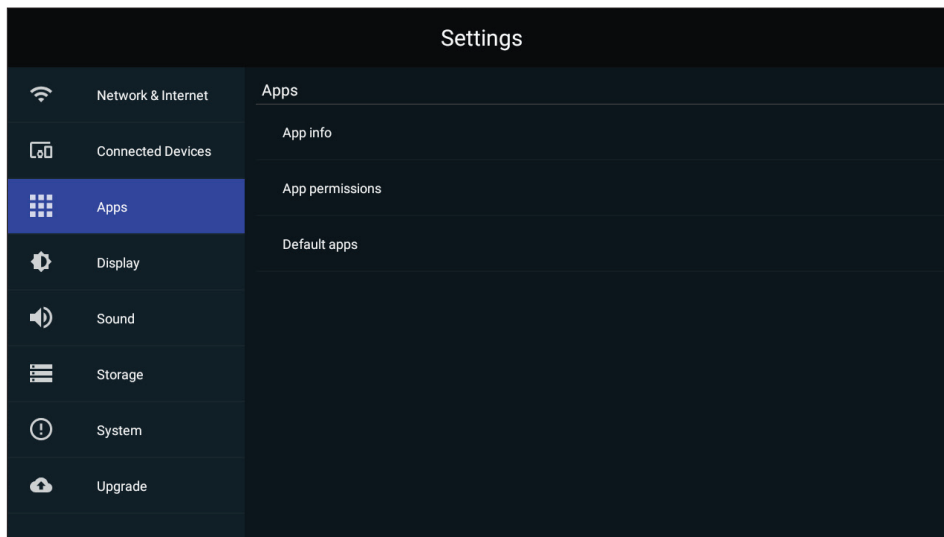 Settings
Network & Internet
Connected Devices
Apps
Display
Sound
Storage
System
Upgrade
Apps
App info
App permissions
Default apps